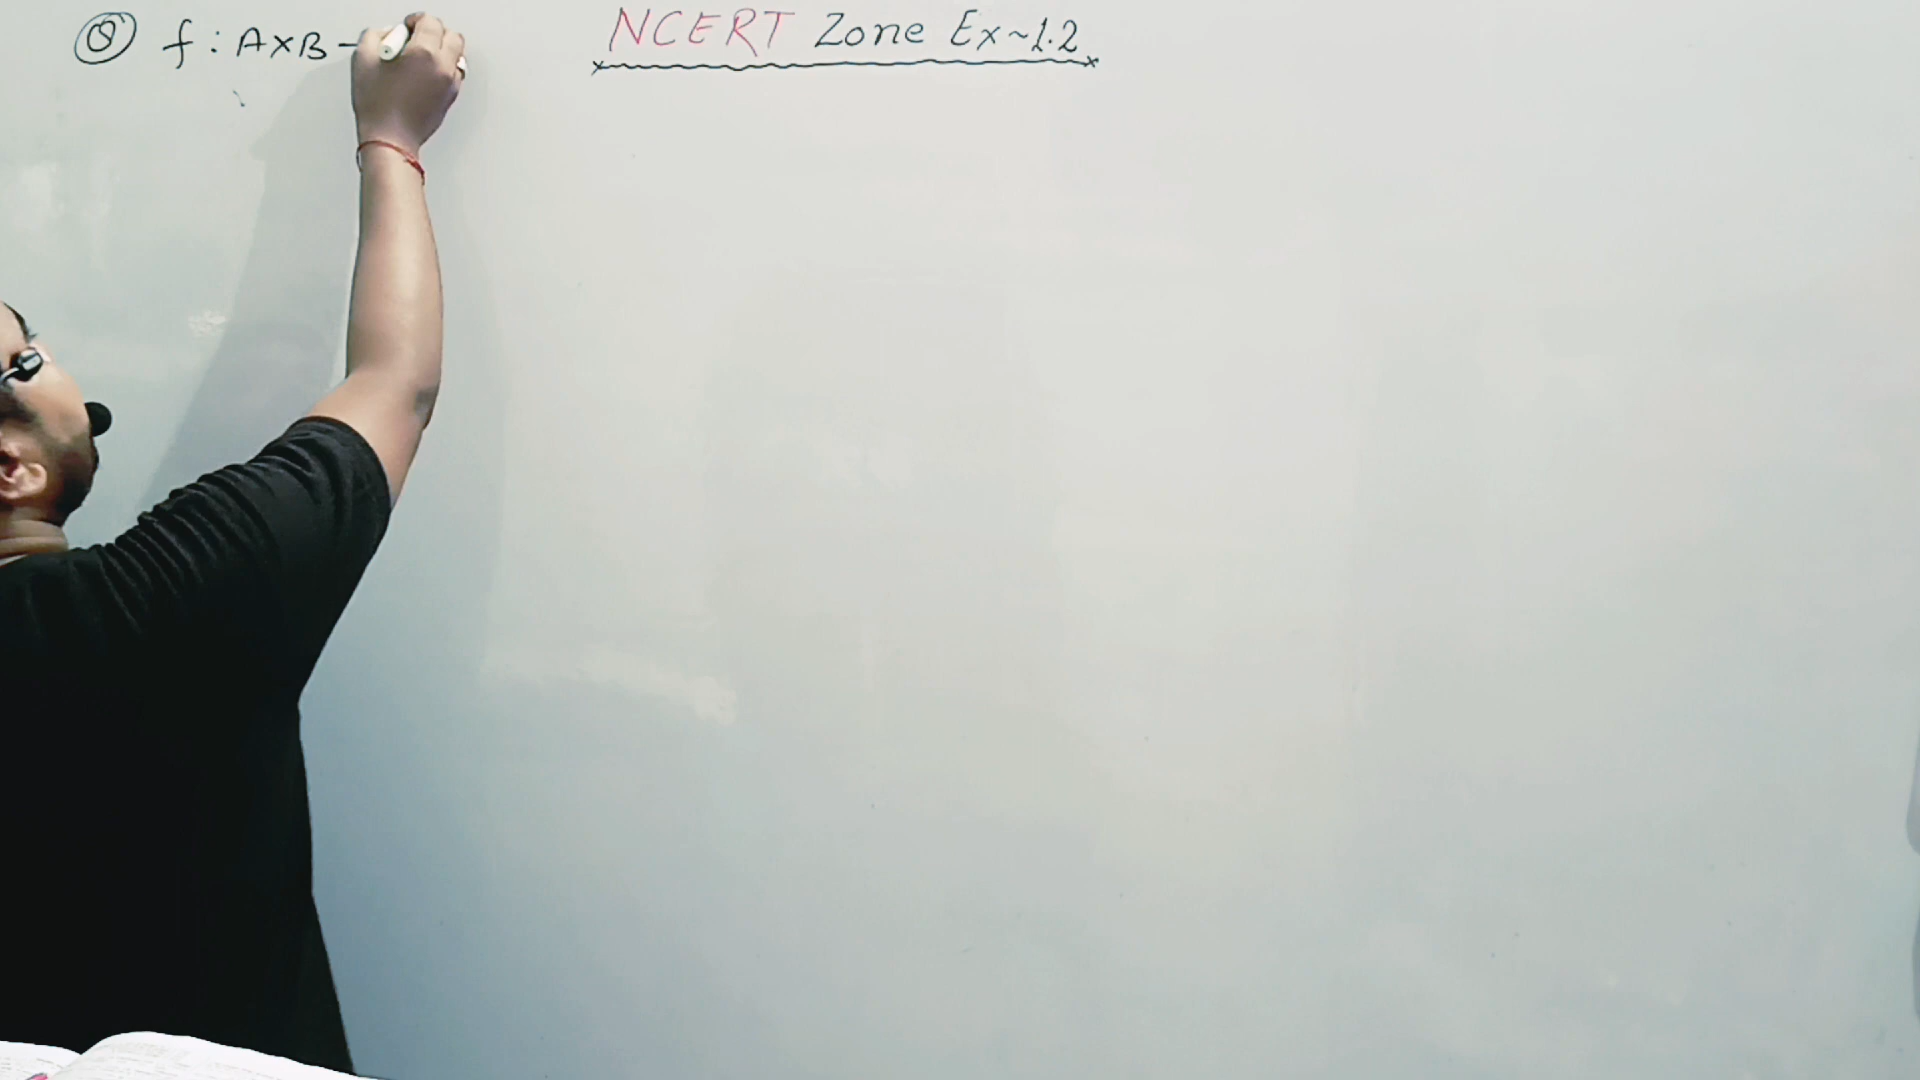 ⑧ f : A×B –
NCERT Zone Ex~1.2